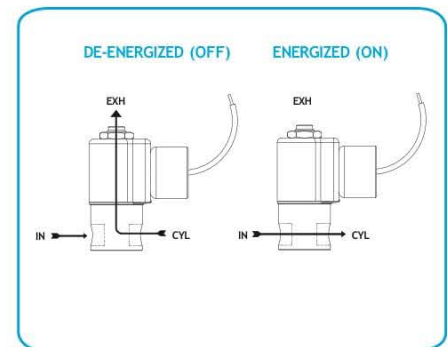 DE-ENERGIZED (OFF) ENERGIZED (ON)
EXH EXH
IN CYL IN CYL